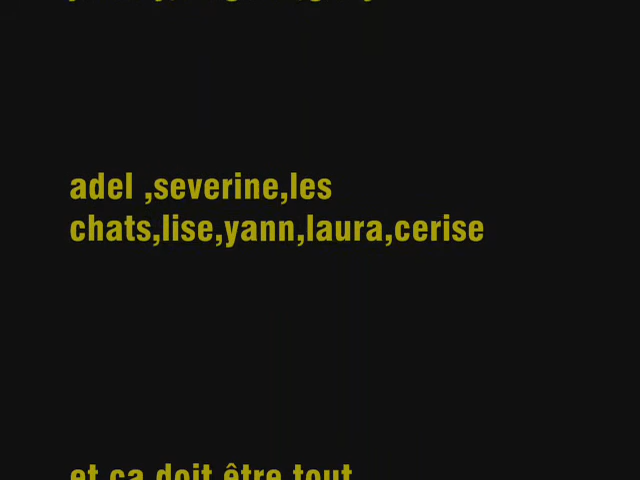 adel ,severine,les
chats,lise,yann,laura,cerise
et ça doit être tout